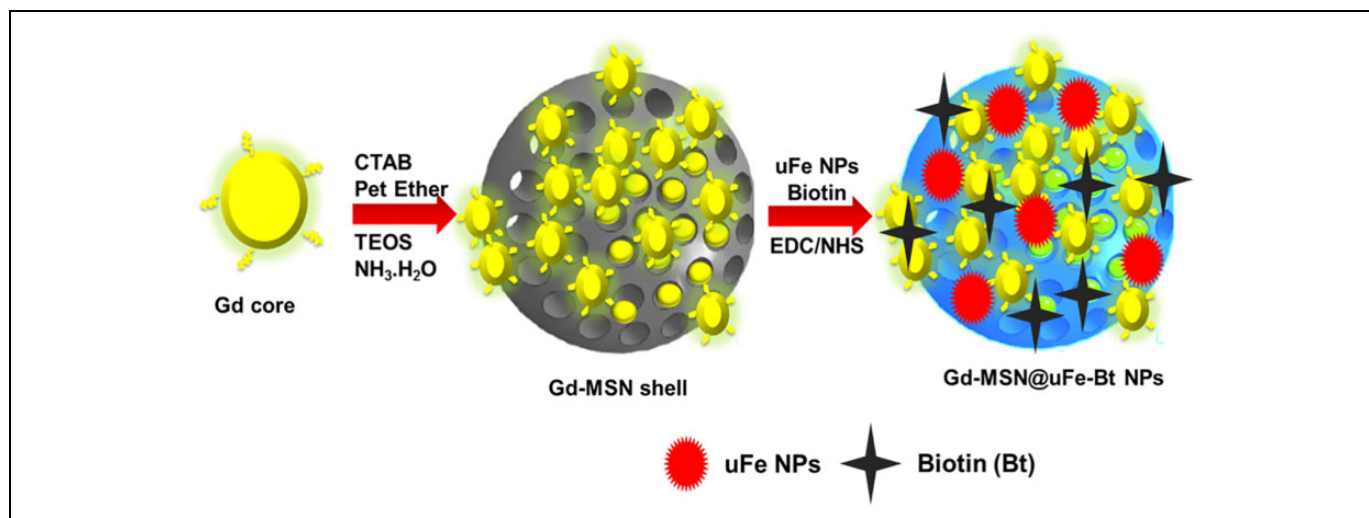 Gd core
CTAB
Pet Ether
TEOS
NH₃.H₂O
Gd-MSN shell
uFe NPs
Biotin
EDC/NHS
Gd-MSN@uFe-Bt NPs
uFe NPs
Biotin (Bt)